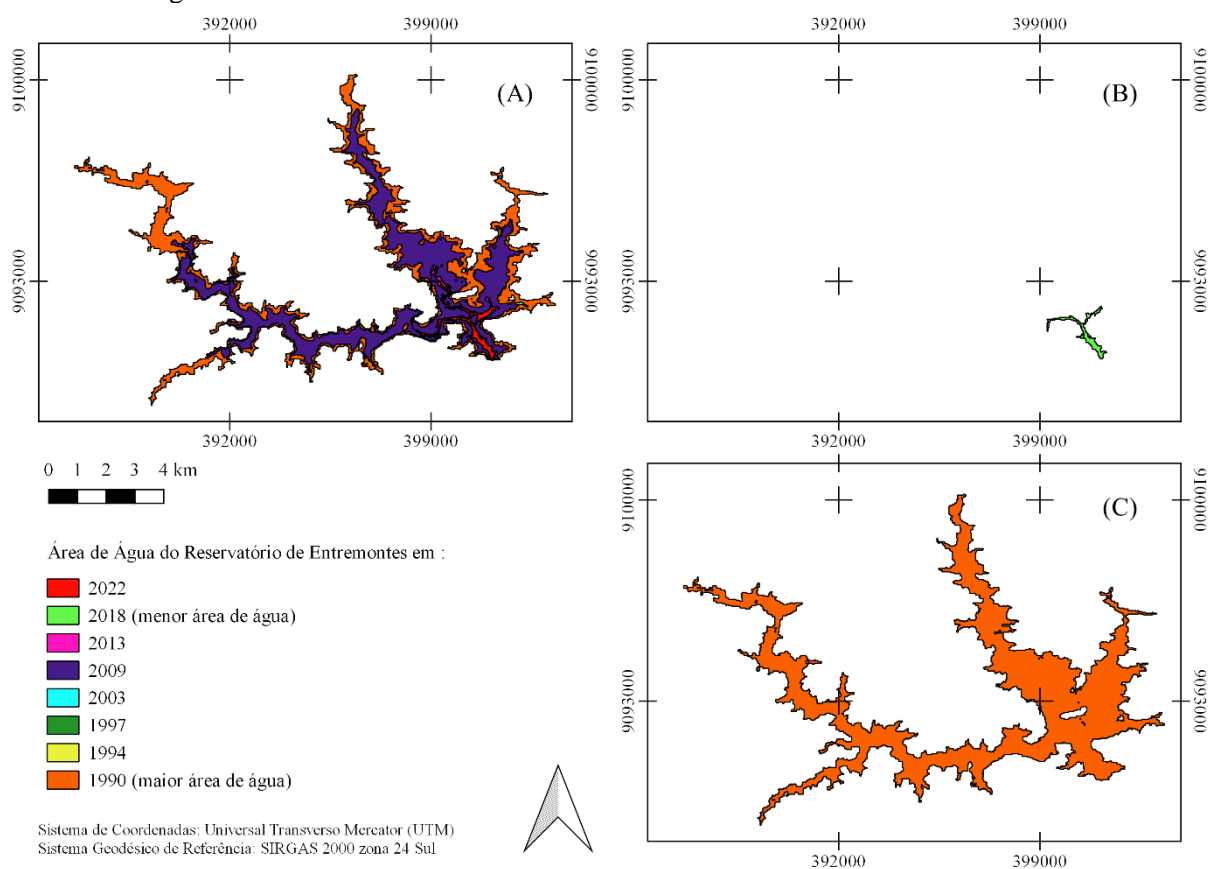 392000 399000
9100000 (A) 9100000
9093000 9093000
392000 399000
392000 399000
9100000 (B) 9100000
9093000 9093000
392000 399000
0 1 2 3 4 km
Área de Água do Reservatório de Entremontes em :
2022
2018 (menor área de água)
2013
2009
2003
1997
1994
1990 (maior área de água)
Sistema de Coordenadas: Universal Transverso Mercator (UTM)
Sistema Geodésico de Referência: SIRGAS 2000 zona 24 Sul
9100000 (C) 9100000
9093000 9093000
392000 399000